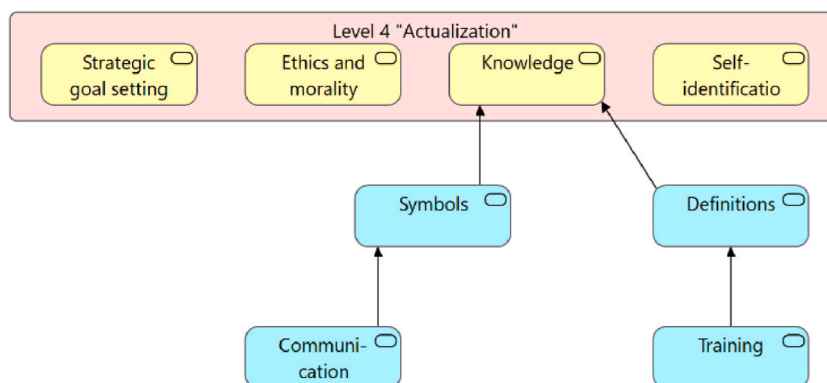 Level 4 "Actualization"
Strategic
goal setting
Ethics and
morality
Knowledge
Self-
identificatio
Symbols
Definitions
Communi-
cation
Training